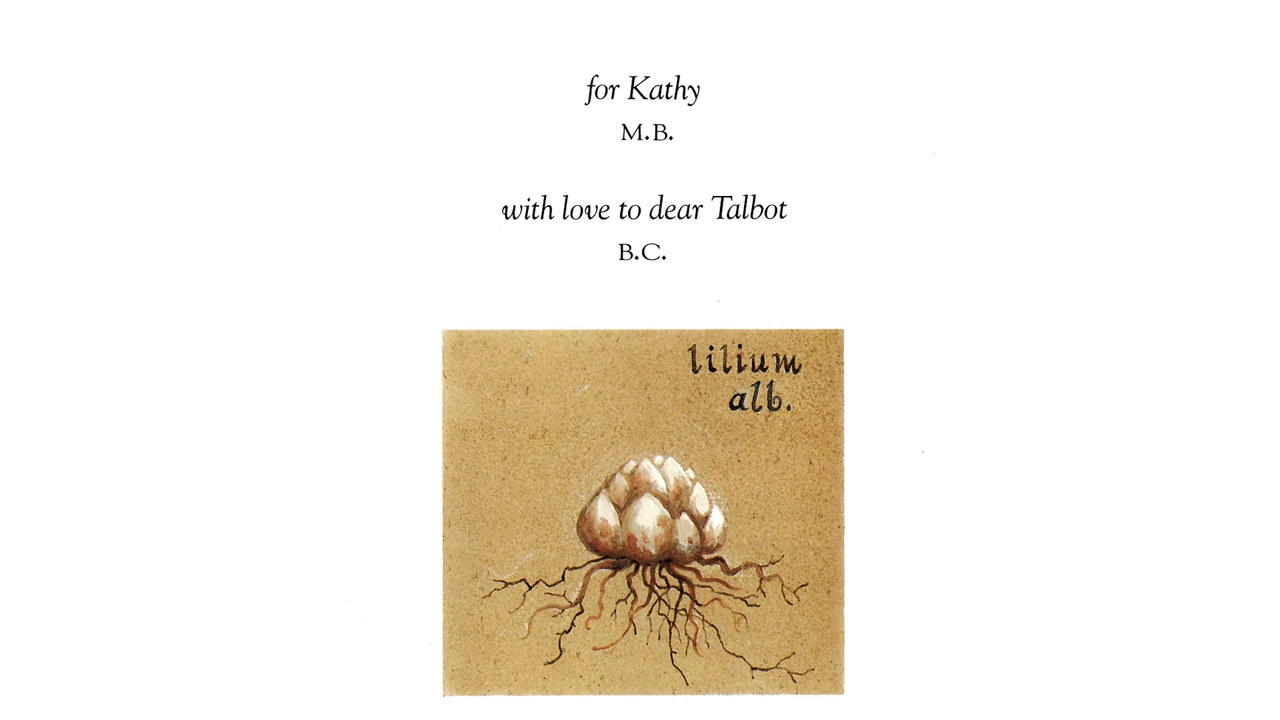 for Kathy
M.B.
with love to dear Talbot
B.C.
lilium
alb.